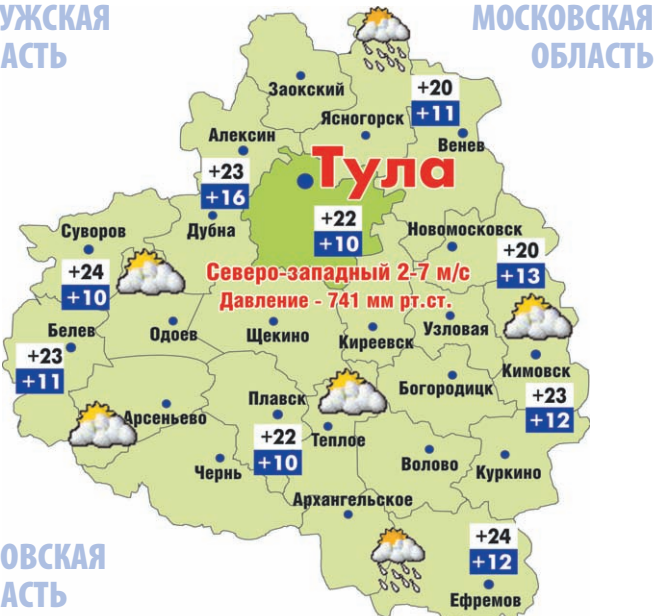 УЖСКАЯ
АСТЬ
МОСКОВСКАЯ
ОБЛАСТЬ
Заокский
+20
+11
Ясногорск
Венев
Алексин
Тула
+23
+16
Дубна
+22
+10
Суворов
Новомосковск
+20
+13
+24
+10
Северо-западный 2-7 м/с
Давление - 741 мм рт.ст.
Белев
Одоев
Щекино
Киреевск
Узловая
+23
+11
Кимовск
Богородицк
+23
+12
Плавск
Арсеньево
+22
+10
Теплое
Чернь
Волово
Куркино
Архангельское
+24
+12
Ефремов
ОВСКАЯ
АСТЬ